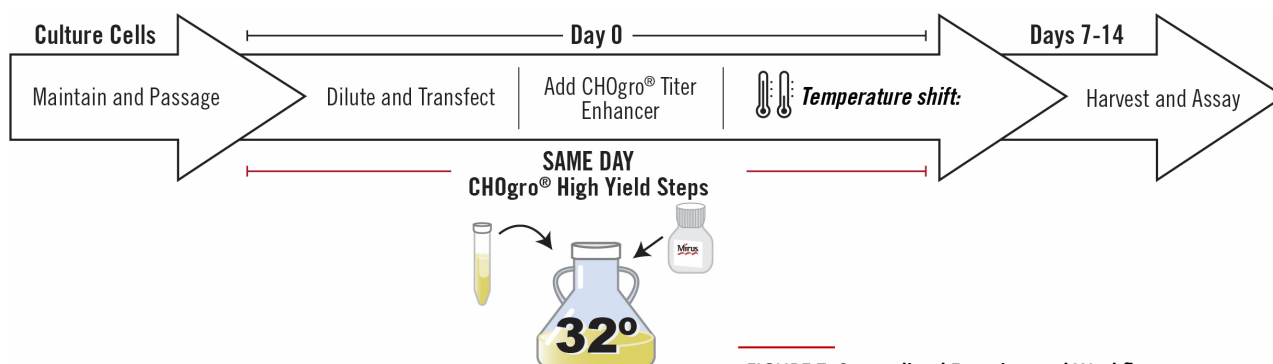 Culture Cells
Day 0
Days 7-14
Maintain and Passage
Dilute and Transfect
Add CHOgro® Titer
Enhancer
Temperature shift:
Harvest and Assay
SAME DAY
CHOgro® High Yield Steps
Mirus
32º